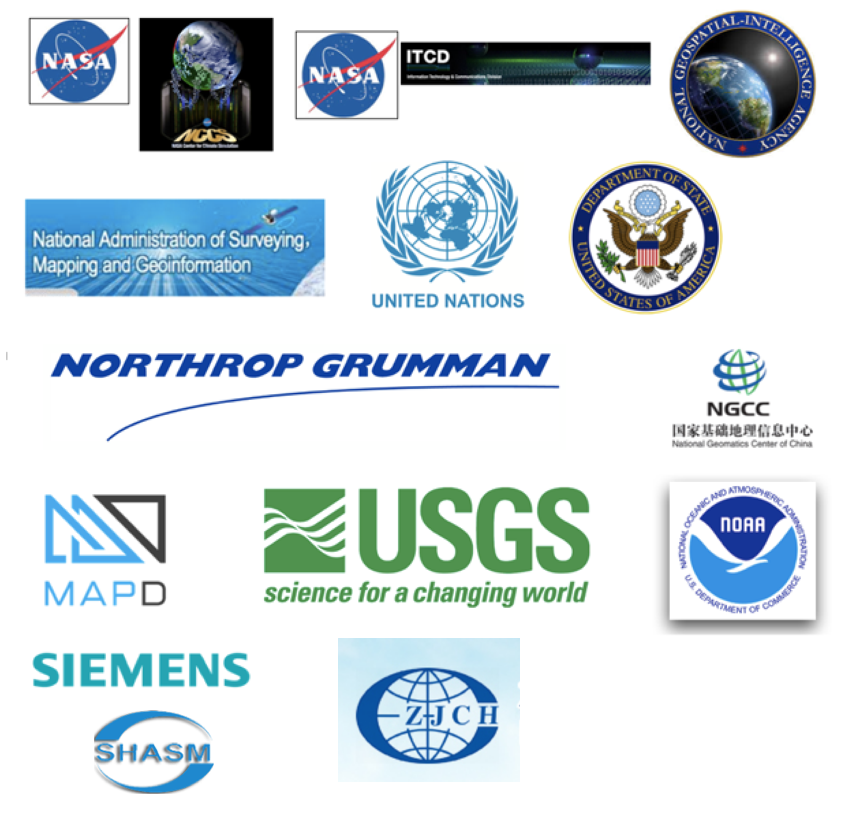 NASA
NCCS
NASA Center for Climate Simulation
NASA
ITCD
Information Technology & Communications Division
NATIONAL GEOSPATIAL-INTELLIGENCE AGENCY
National Administration of Surveying,
Mapping and Geoinformation
UNITED NATIONS
DEPARTMENT OF STATE
UNITED STATES OF AMERICA
NORTHROP GRUMMAN
NGCC
国家基础地理信息中心
National Geomatics Center of China
MAPD
USGS
science for a changing world
NATIONAL OCEANIC AND ATMOSPHERIC ADMINISTRATION
NOAA
U.S. DEPARTMENT OF COMMERCE
SIEMENS
ZJCH
SHASM